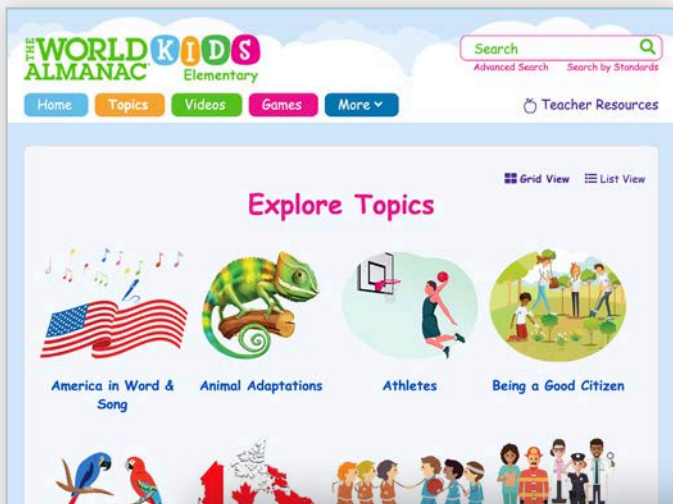 THE WORLD KIDS
ALMANAC®
Elementary
Search
Advanced Search Search by Standards
Home Topics Videos Games More Teacher Resources
Grid View List View
Explore Topics
America in Word & Animal Adaptations Athletes Being a Good Citizen
Song